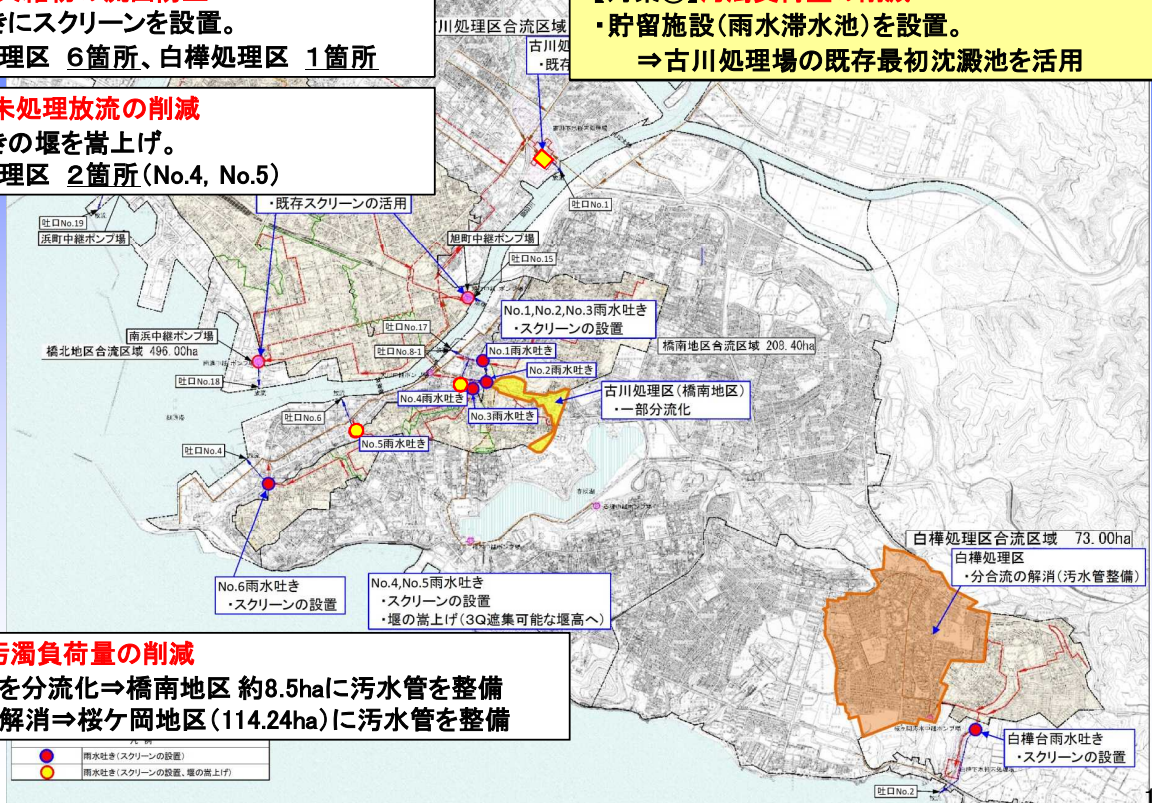 きにスクリーンを設置。
理区 6箇所、白樺処理区 1箇所
未処理放流の削減
きの堰を嵩上げ。
理区 2箇所(No.4, No.5)
・貯留施設(雨水滞水池)を設置。
⇒古川処理場の既存最初沈澱池を活用
川処理区合流区域
古川処
・既存
・既存スクリーンの活用
吐口No.1
吐口No.19
浜町中継ポンプ場
旭町中継ポンプ場
吐口No.15
No.1,No.2,No.3雨水吐き
・スクリーンの設置
南浜中継ポンプ場
橋北地区合流区域 496.00ha
吐口No.17
吐口No.8-1
No.1雨水吐き
橋南地区合流区域 208.40ha
No.2雨水吐き
吐口No.18
No.4雨水吐き
古川処理区(橋南地区)
・一部分流化
No.3雨水吐き
吐口No.6
No.5雨水吐き
吐口No.4
白樺処理区合流区域 73.00ha
白樺処理区
・分合流の解消(汚水管整備)
No.6雨水吐き
・スクリーンの設置
No.4,No.5雨水吐き
・スクリーンの設置
・堰の嵩上げ(3Q遮集可能な堰高へ)
汚濁負荷量の削減
を分流化⇒橋南地区 約8.5haに汚水管を整備
解消⇒桜ケ岡地区(114.24ha)に汚水管を整備
雨水吐き(スクリーンの設置)
雨水吐き(スクリーンの設置、堰の嵩上げ)
白樺台雨水吐き
・スクリーンの設置
吐口No.2